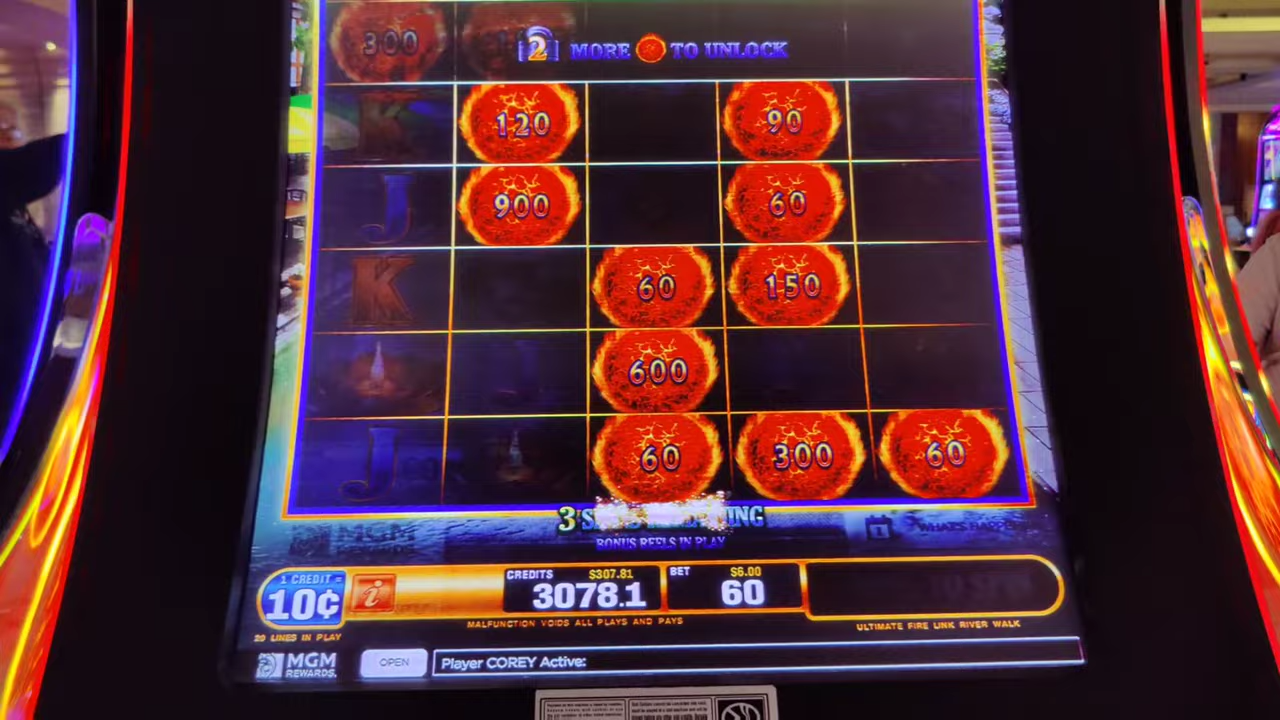 300
2 MORE TO UNLOCK
K 120 90
J 900 60
K 60 150
600
J 60 300 60
3
BONUS REELS IN PLAY
MGM
1 CREDIT =
10¢
i
CREDITS $307.81
3078.1
BET $6.00
60
20 LINES IN PLAY
MALFUNCTION VOIDS ALL PLAYS AND PAYS
ULTIMATE FIRE LINK RIVER WALK
MGM
REWARDS.
OPEN
Player COREY Active: